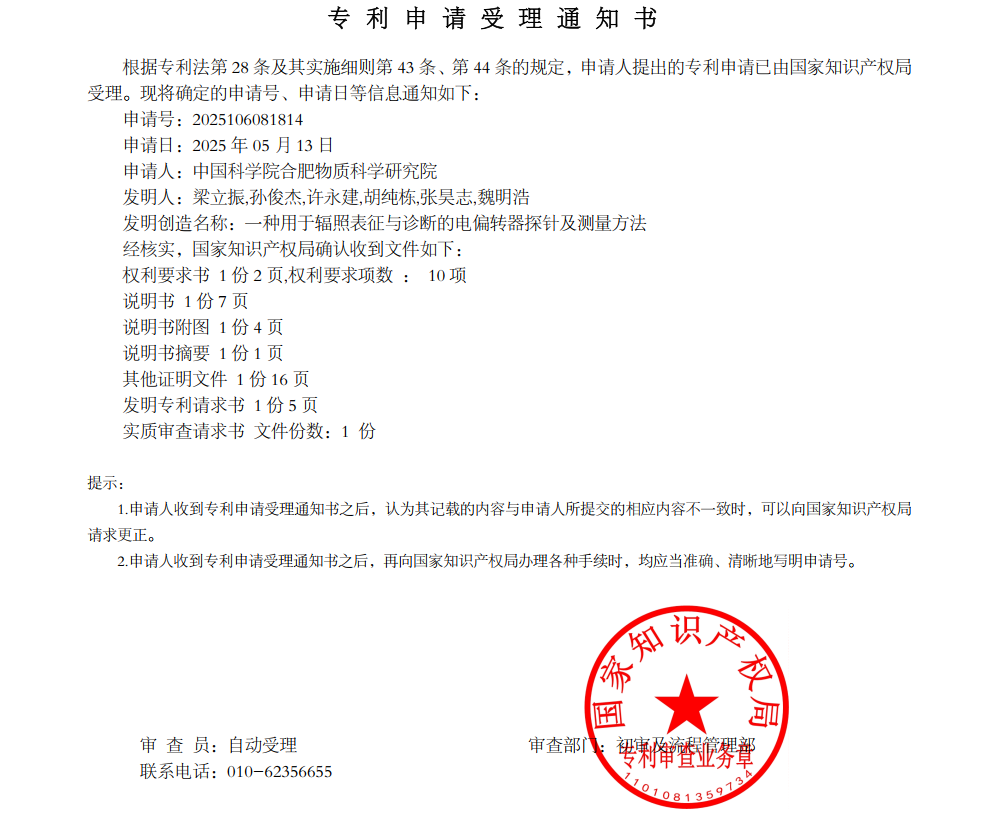 专利申请受理通知书
根据专利法第 28 条及其实施细则第 43 条、第 44 条的规定，申请人提出的专利申请已由国家知识产权局
受理。现将确定的申请号、申请日等信息通知如下：
申请号：2025106081814
申请日：2025 年 05 月 13 日
申请人：中国科学院合肥物质科学研究院
发明人：梁立振,孙俊杰,许永建,胡纯栋,张昊志,魏明浩
发明创造名称：一种用于辐照表征与诊断的电偏转器探针及测量方法
经核实，国家知识产权局确认收到文件如下：
权利要求书 1 份 2 页,权利要求项数 ： 10 项
说明书 1 份 7 页
说明书附图 1 份 4 页
说明书摘要 1 份 1 页
其他证明文件 1 份 16 页
发明专利请求书 1 份 5 页
实质审查请求书 文件份数：1 份
提示：
1.申请人收到专利申请受理通知书之后，认为其记载的内容与申请人所提交的相应内容不一致时，可以向国家知识产权局
请求更正。
2.申请人收到专利申请受理通知书之后，再向国家知识产权局办理各种手续时，均应当准确、清晰地写明申请号。
国家知识产权局
审 查 员：自动受理 审查部门：初审及流程管理部
专利审查业务章
联系电话：010-62356655
1101081359734